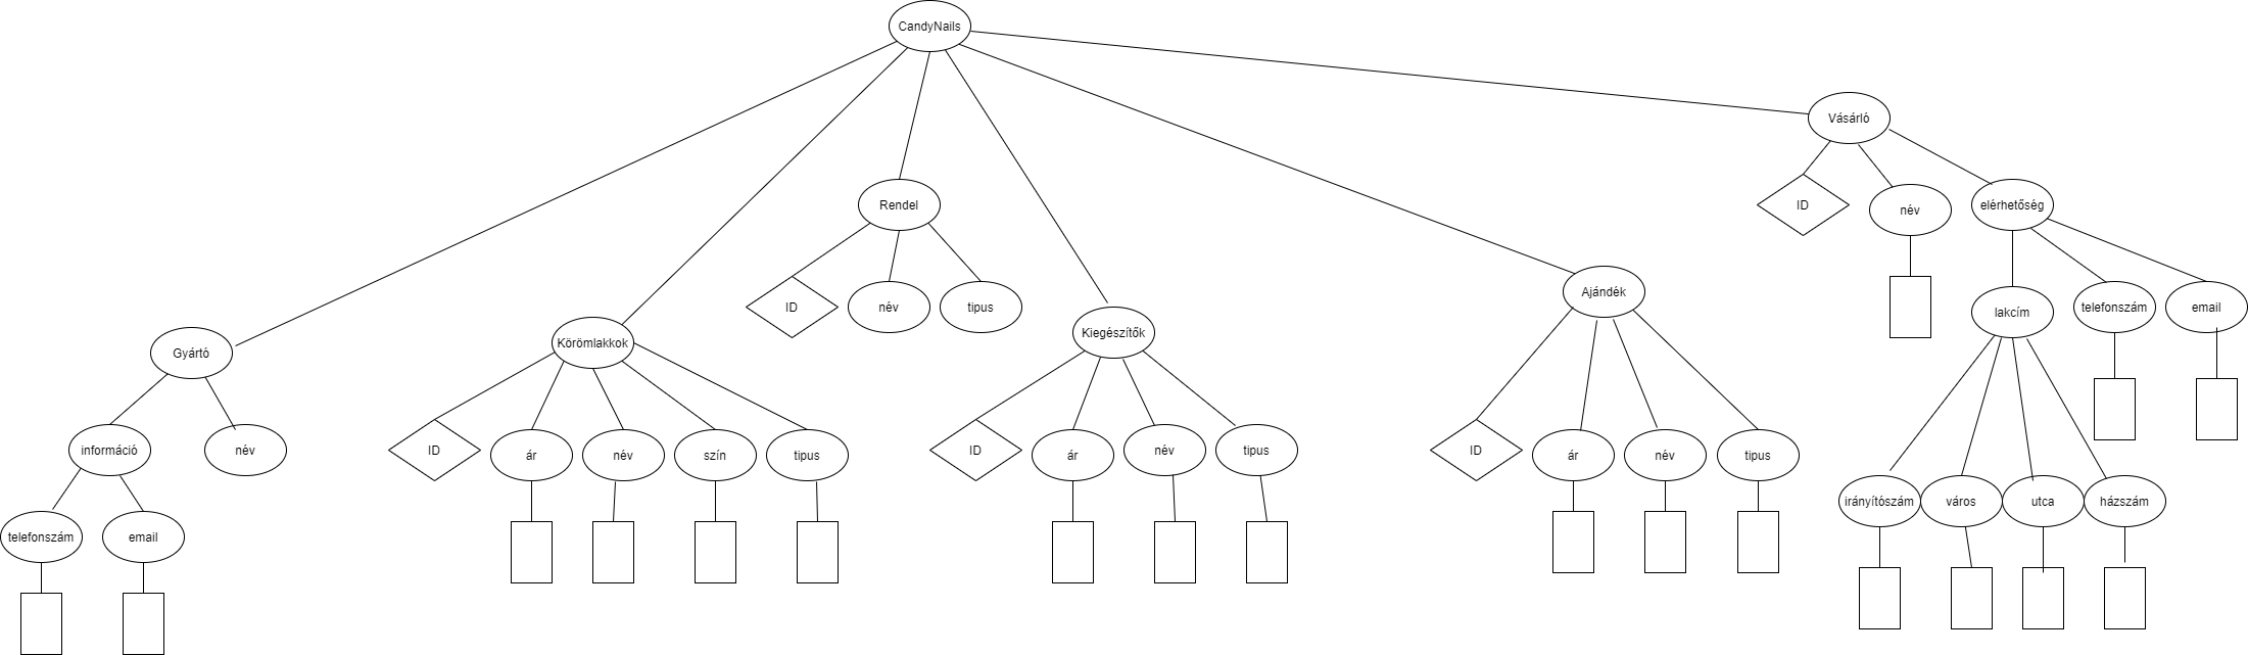 CandyNails
Vásárló
Rendel
ID
név
elérhetőség
Ajándék
ID
név
tipus
Kiegészítők
lakcím
telefonszám
email
Gyártó
Körömlakkok
információ
név
ID
ár
név
szín
tipus
ID
ár
név
tipus
ID
ár
név
tipus
irányítószám
város
utca
házszám
telefonszám
email